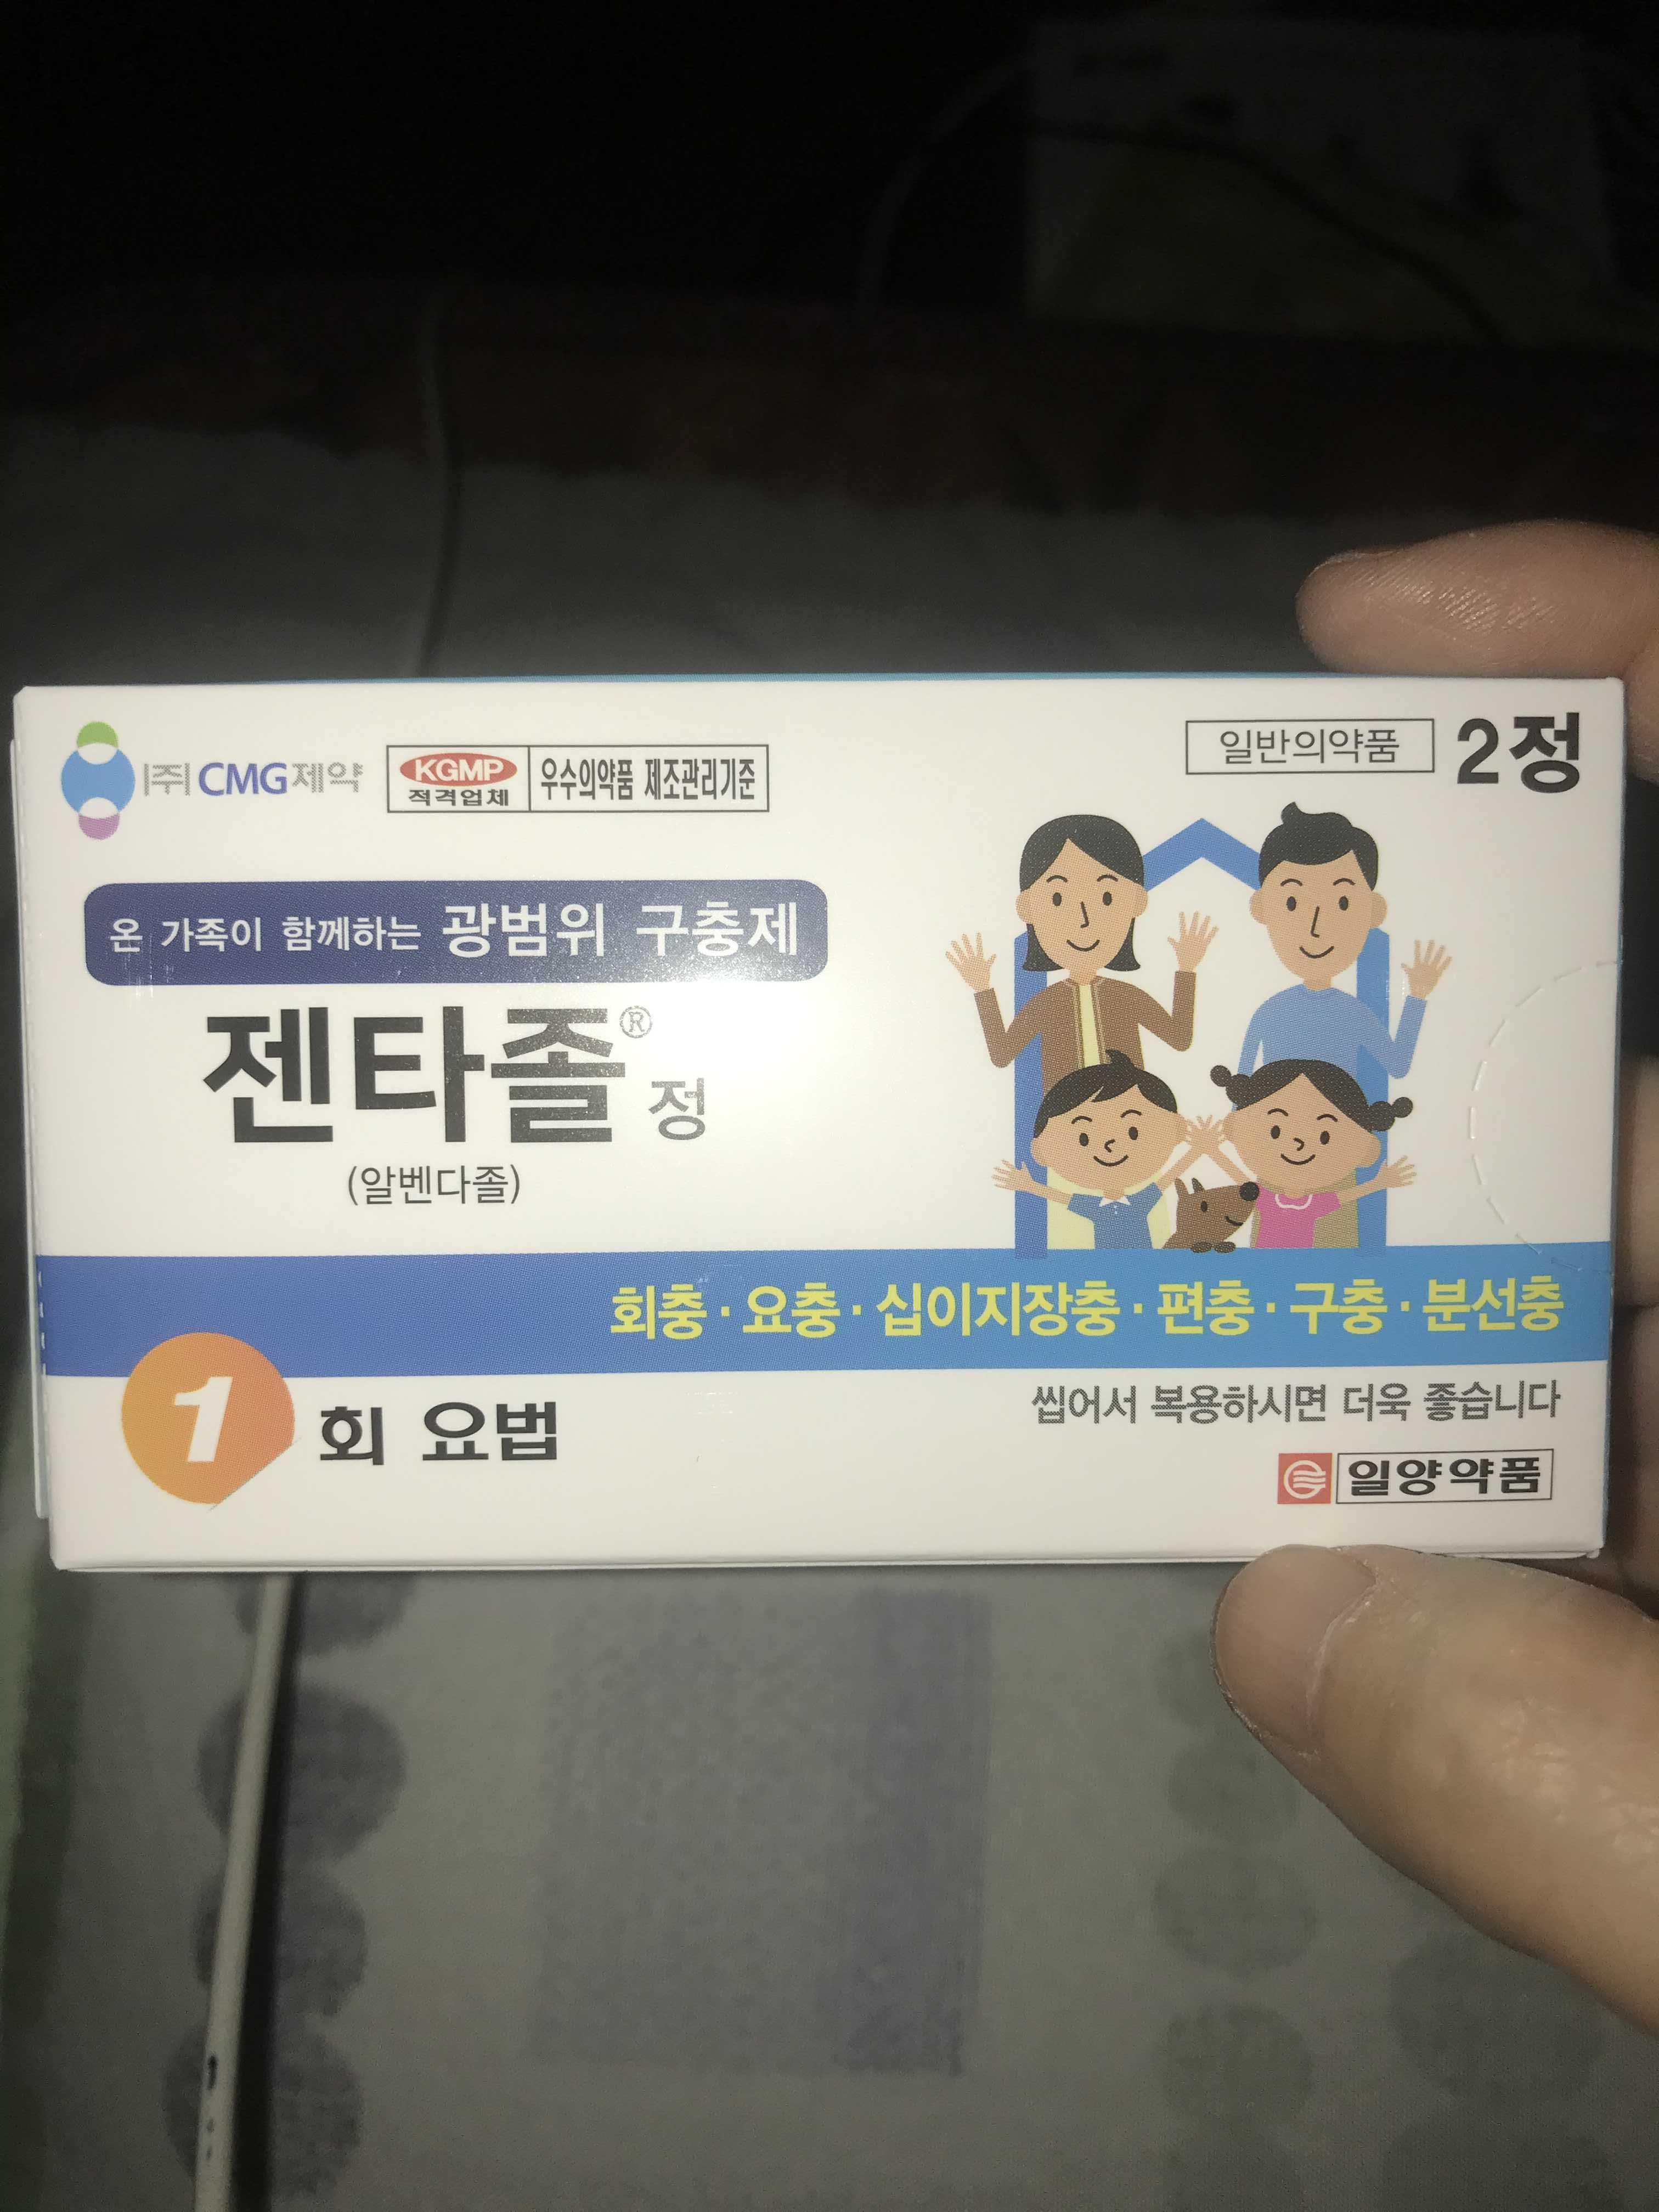 (주)CMG제약
KGMP
적격업체
우수의약품 제조관리기준
일반의약품
2정
온 가족이 함께하는 광범위 구충제
젠타졸® 정
(알벤다졸)
회충·요충·십이지장충·편충·구충·분선충
1회 요법
씹어서 복용하시면 더욱 좋습니다
일양약품